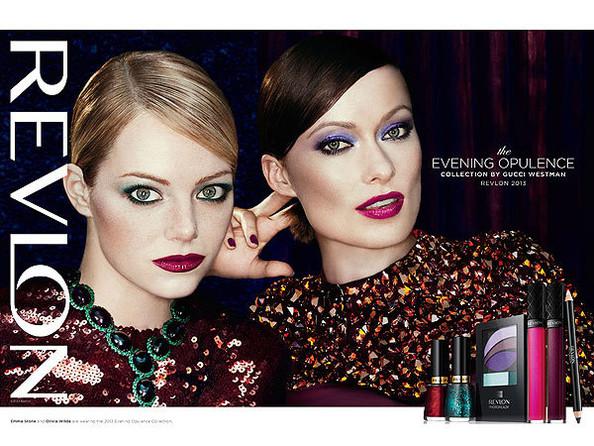 REVLON
the
EVENING OPULENCE
COLLECTION BY GUCCI WESTMAN
REVLON 2013
REVLON
Emma Stone and Olivia Wilde are wearing the 2013 Evening Opulence Collection.